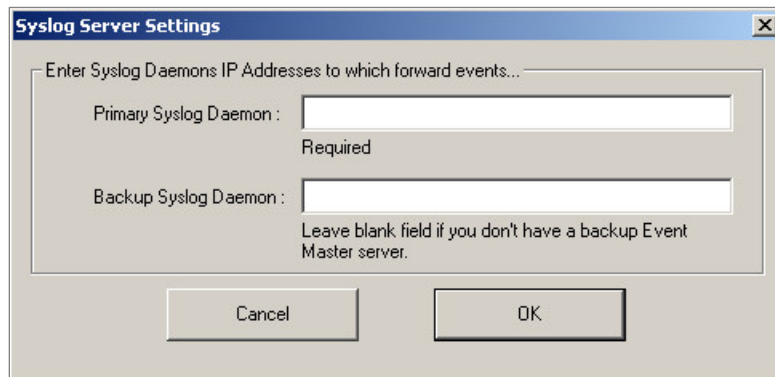 Syslog Server Settings
Enter Syslog Daemons IP Addresses to which forward events...
Primary Syslog Daemon :
Required
Backup Syslog Daemon :
Leave blank field if you don't have a backup Event
Master server.
Cancel
OK